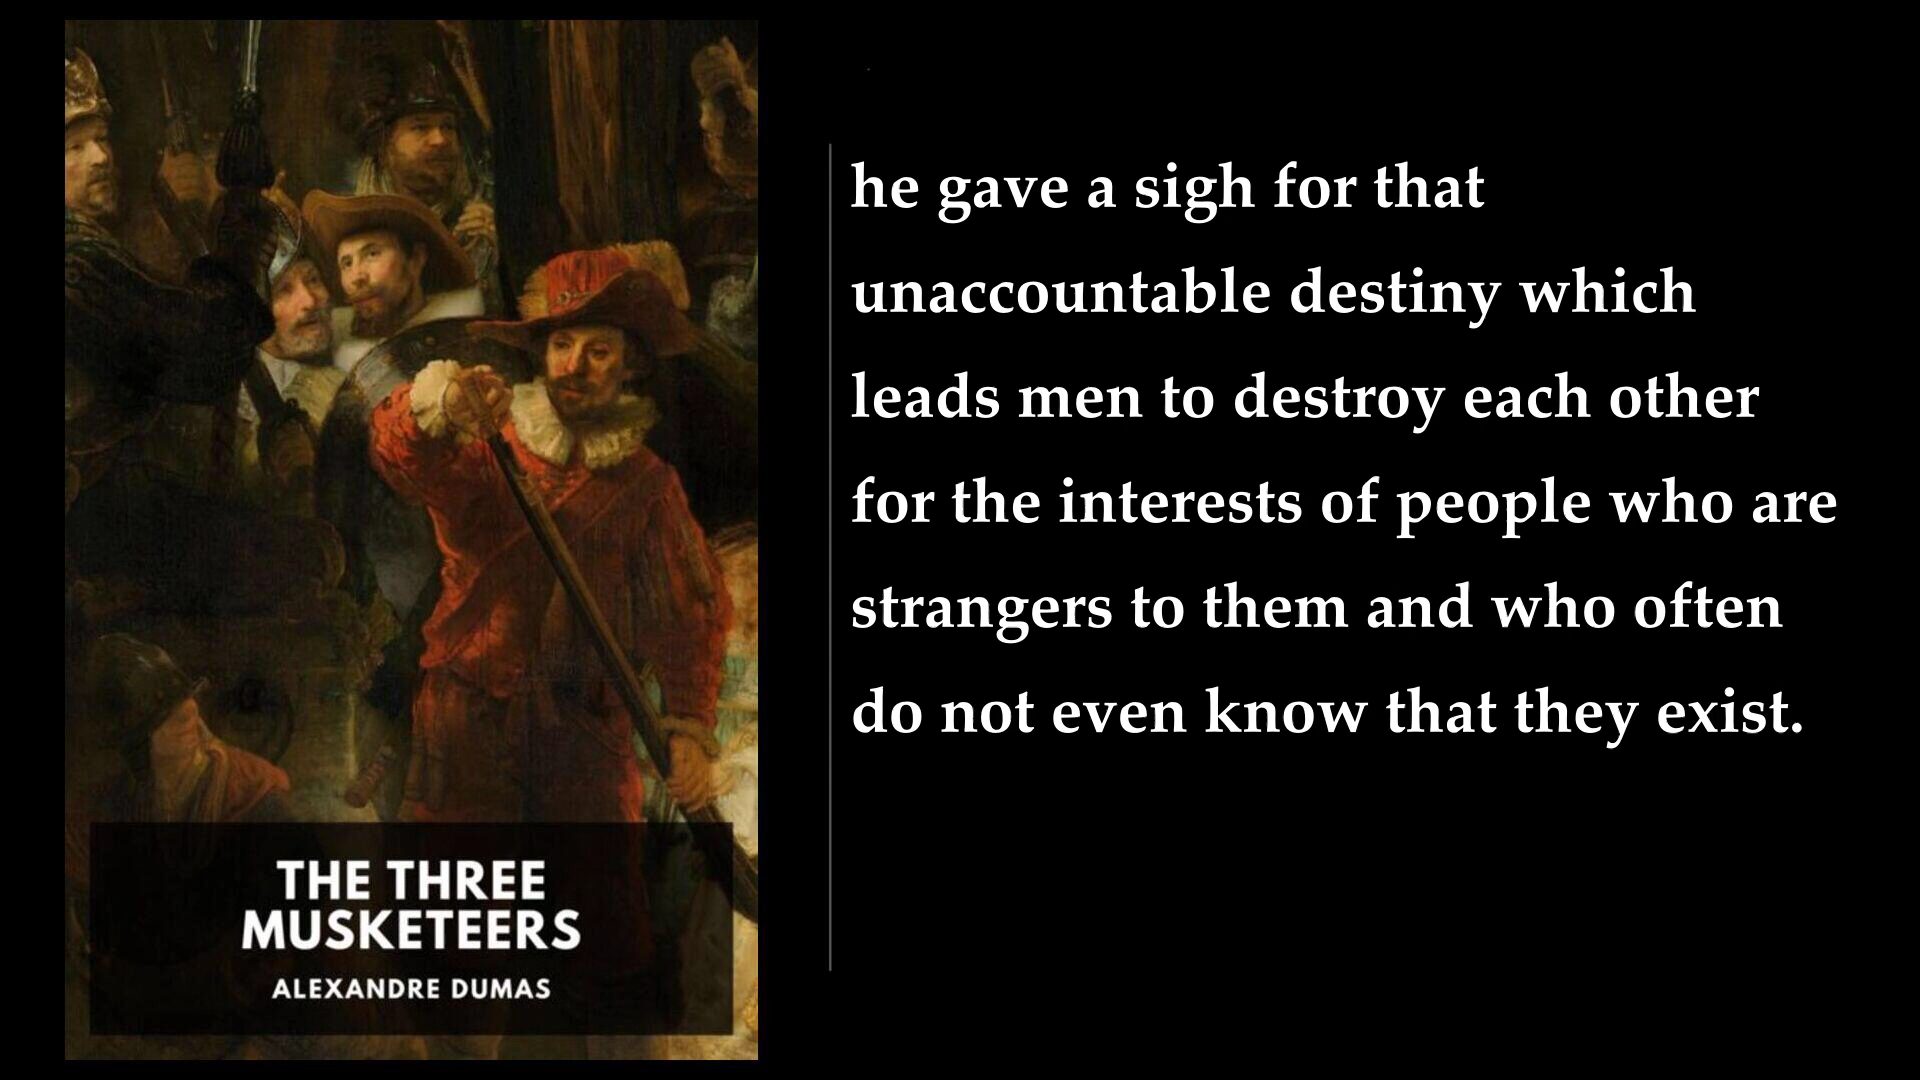 THE THREE
MUSKETEERS
ALEXANDRE DUMAS
he gave a sigh for that
unaccountable destiny which
leads men to destroy each other
for the interests of people who are
strangers to them and who often
do not even know that they exist.